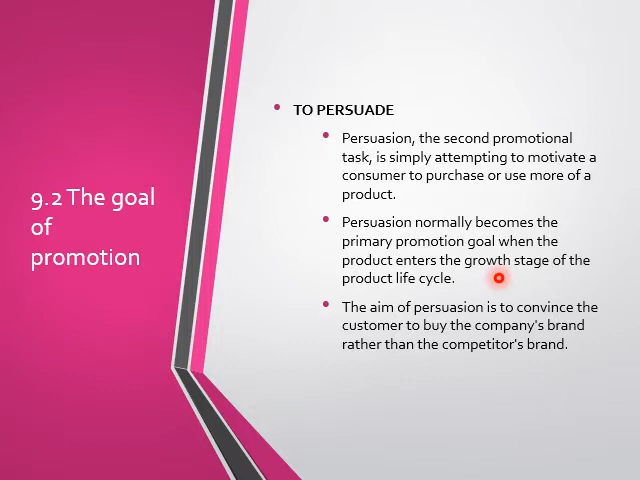 9.2 The goal
of
promotion
TO PERSUADE
Persuasion, the second promotional
task, is simply attempting to motivate a
consumer to purchase or use more of a
product.
Persuasion normally becomes the
primary promotion goal when the
product enters the growth stage of the
product life cycle.
The aim of persuasion is to convince the
customer to buy the company's brand
rather than the competitor's brand.